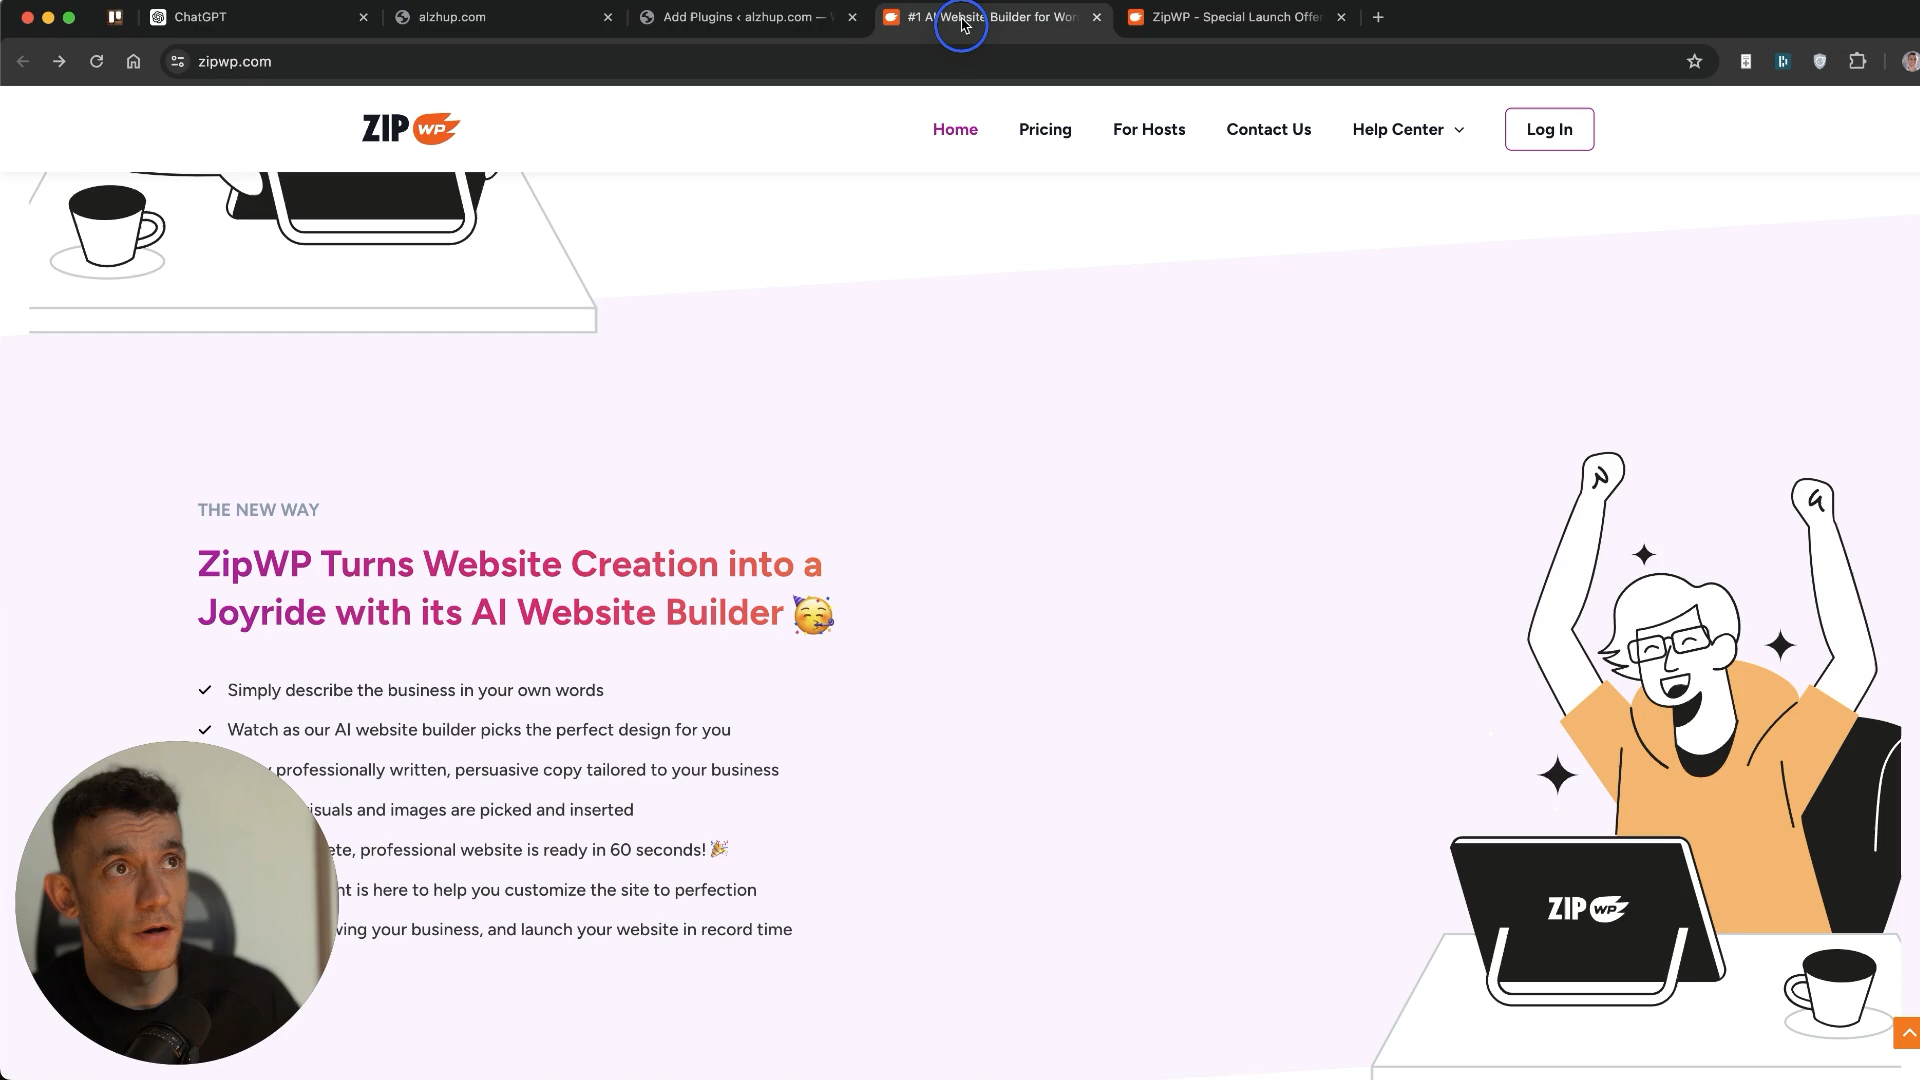 ChatGPT
alzhup.com
Add Plugins ‹ alzhup.com —
#1 AI Website Builder for Wor
ZipWP - Special Launch Offer
zipwp.com
ZIP WP
Home
Pricing
For Hosts
Contact Us
Help Center
Log In
THE NEW WAY
ZipWP Turns Website Creation into a
Joyride with its AI Website Builder 🥳
Simply describe the business in your own words
Watch as our AI website builder picks the perfect design for you
professionally written, persuasive copy tailored to your business
isuals and images are picked and inserted
ete, professional website is ready in 60 seconds! 🎉
nt is here to help you customize the site to perfection
ving your business, and launch your website in record time
ZIP WP